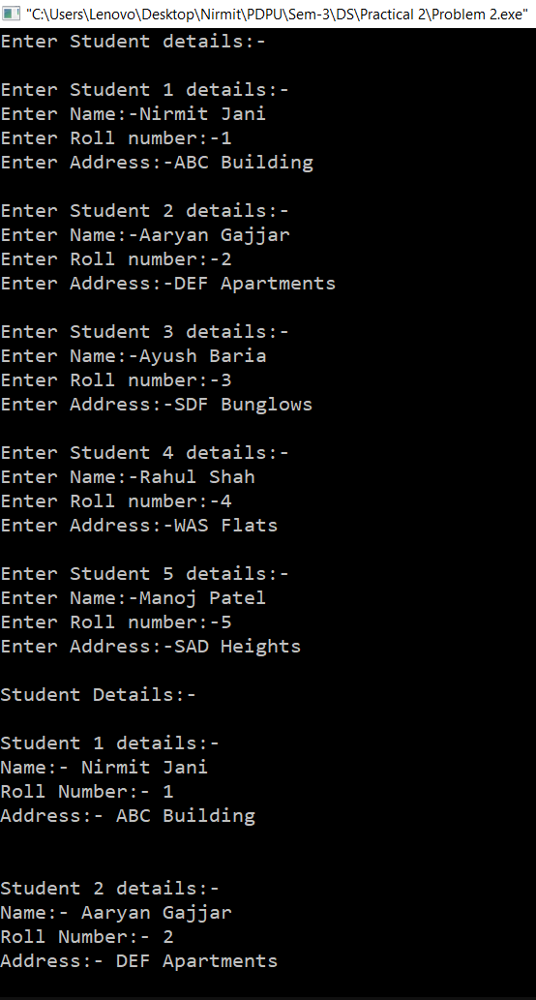 "C:\Users\Lenovo\Desktop\Nirmit\PDPU\Sem-3\DS\Practical 2\Problem 2.exe"
Enter Student details:-
Enter Student 1 details:-
Enter Name:-Nirmit Jani
Enter Roll number:-1
Enter Address:-ABC Building
Enter Student 2 details:-
Enter Name:-Aaryan Gajjar
Enter Roll number:-2
Enter Address:-DEF Apartments
Enter Student 3 details:-
Enter Name:-Ayush Baria
Enter Roll number:-3
Enter Address:-SDF Bunglows
Enter Student 4 details:-
Enter Name:-Rahul Shah
Enter Roll number:-4
Enter Address:-WAS Flats
Enter Student 5 details:-
Enter Name:-Manoj Patel
Enter Roll number:-5
Enter Address:-SAD Heights
Student Details:-
Student 1 details:-
Name:- Nirmit Jani
Roll Number:- 1
Address:- ABC Building
Student 2 details:-
Name:- Aaryan Gajjar
Roll Number:- 2
Address:- DEF Apartments